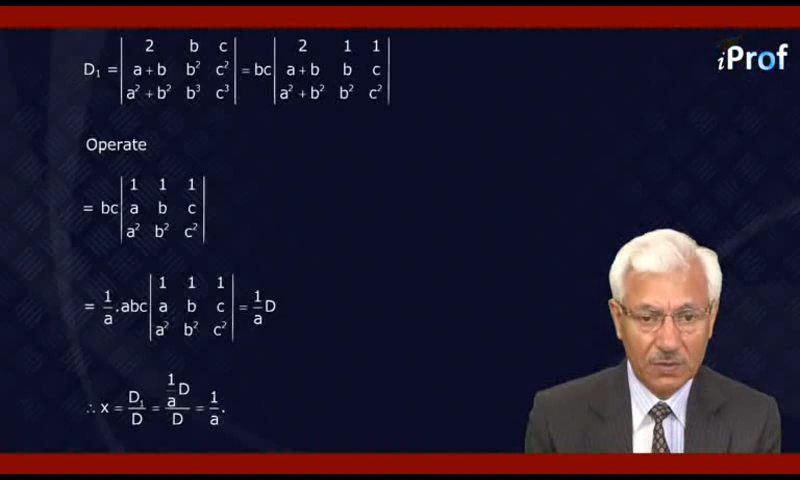 iProf
D₁ = | 2 b c | = bc | 2 1 1 |
| a + b b² c² | | a + b b c |
| a² + b² b³ c³ | | a² + b² b² c² |
Operate
= bc | 1 1 1 |
| a b c |
| a² b² c² |
= 1/a . abc | 1 1 1 | = 1/a D
| a b c |
| a² b² c² |
∴ x = D₁/D = (1/a D)/D = 1/a .